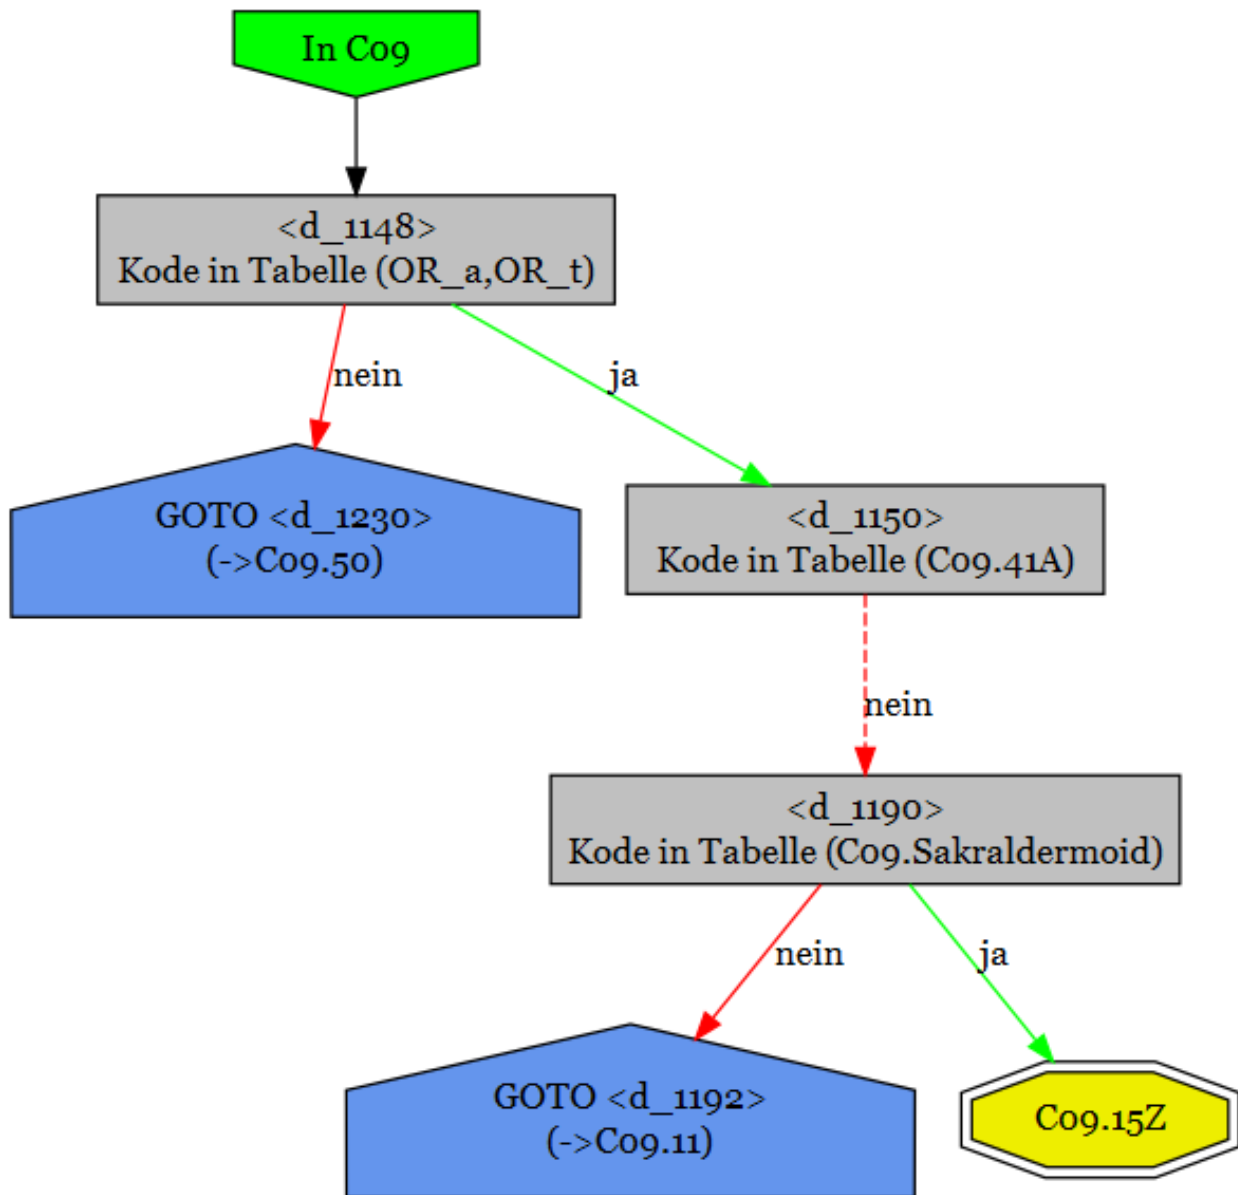 In C09
<d_1148>
Kode in Tabelle (OR_a,OR_t)
nein
ja
GOTO <d_1230>
(->C09.50)
<d_1150>
Kode in Tabelle (C09.41A)
nein
<d_1190>
Kode in Tabelle (C09.Sakraldermoid)
nein
ja
GOTO <d_1192>
(->C09.11)
C09.15Z